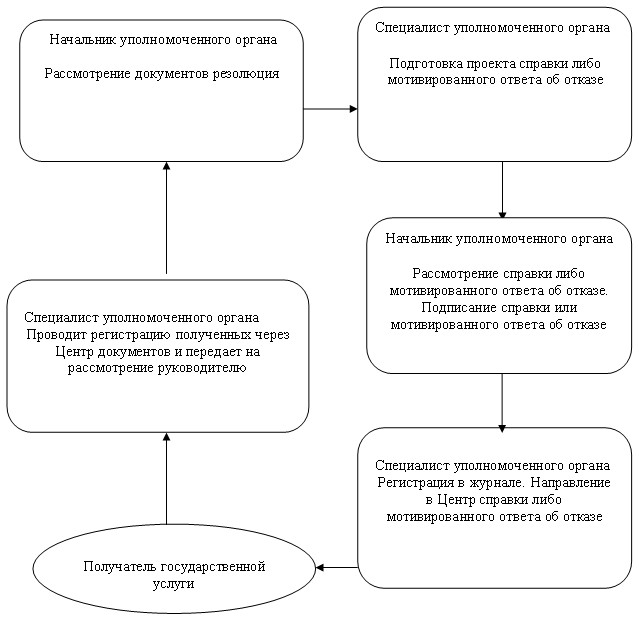 Начальник уполномоченного органа
Рассмотрение документов резолюция
Специалист уполномоченного органа
Подготовка проекта справки либо
мотивированного ответа об отказе
Начальник уполномоченного органа
Рассмотрение справки либо
мотивированного ответа об отказе.
Подписание справки или
мотивированного ответа об отказе
Специалист уполномоченного органа
Проводит регистрацию полученных через
Центр документов и передает на
рассмотрение руководителю
Специалист уполномоченного органа
Регистрация в журнале. Направление
в Центр справки либо
мотивированного ответа об отказе
Получатель государственной
услуги